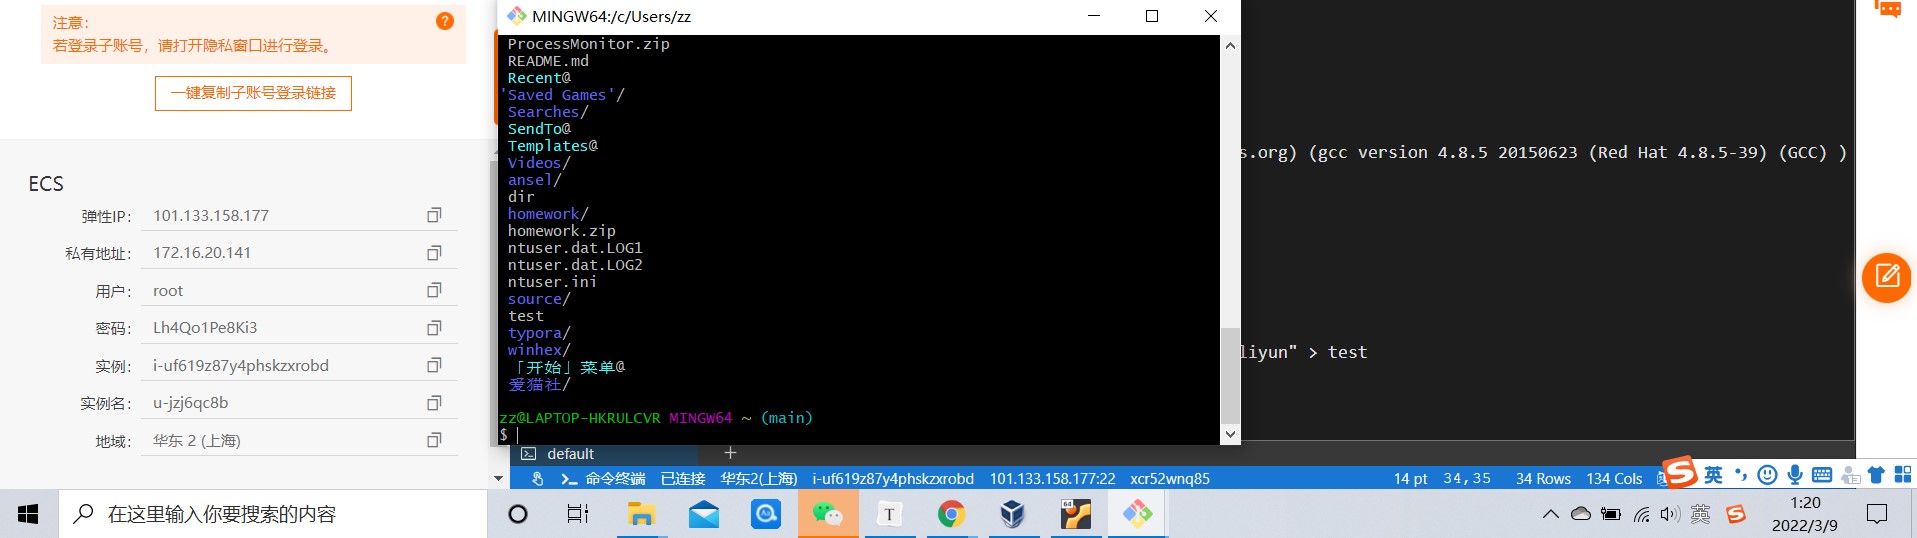 注意：
若登录子账号，请打开隐私窗口进行登录。
?
一键复制子账号登录链接
ECS
弹性IP： 101.133.158.177
私有地址： 172.16.20.141
用户： root
密码： Lh4Qo1Pe8Ki3
实例： i-uf619z87y4phskzxrobd
实例名： u-jzj6qc8b
地域： 华东 2 (上海)
MINGW64:/c/Users/zz
ProcessMonitor.zip
README.md
Recent@
'Saved Games'/
Searches/
SendTo@
Templates@
Videos/
ansel/
dir
homework/
homework.zip
ntuser.dat.LOG1
ntuser.dat.LOG2
ntuser.ini
source/
test
typora/
winhex/
「开始」菜单@
爱猫社/
zz@LAPTOP-HKRULCVR MINGW64 ~ (main)
$
s.org) (gcc version 4.8.5 20150623 (Red Hat 4.8.5-39) (GCC) )
liyun" > test
default +
命令终端 已连接 华东2(上海) i-uf619z87y4phskzxrobd 101.133.158.177:22 xcr52wnq85 14 pt 34,35 34 Rows 134 Cols
S 英
在这里输入你要搜索的内容
T
64
英 S
1:20
2022/3/9